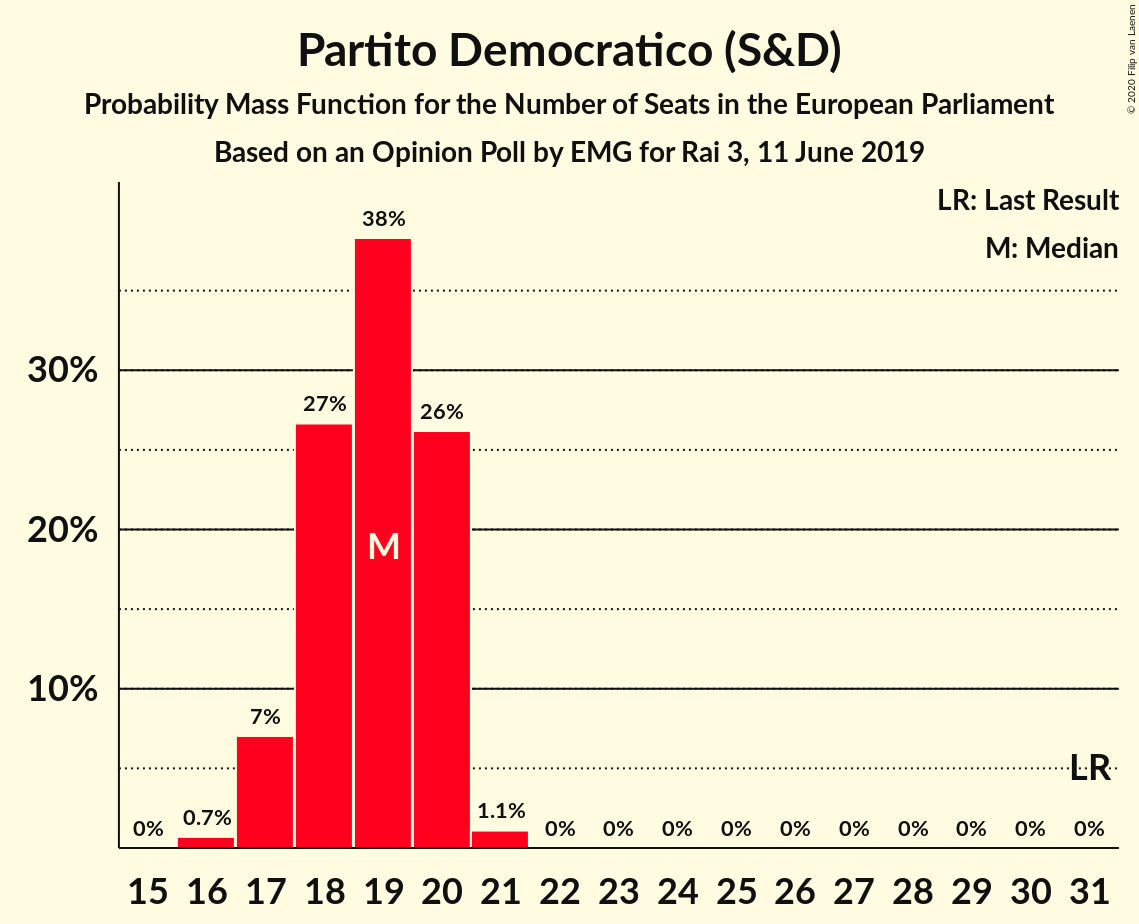 Partito Democratico (S&D)
Probability Mass Function for the Number of Seats in the European Parliament
Based on an Opinion Poll by EMG for Rai 3, 11 June 2019
© 2020 Filip van Laenen
LR: Last Result
M: Median
38%
30%
27%
26%
20%
M
10%
7%
LR
0%
0.7%
1.1%
0%
0%
0%
0%
0%
0%
0%
0%
0%
0%
15 16 17 18 19 20 21 22 23 24 25 26 27 28 29 30 31